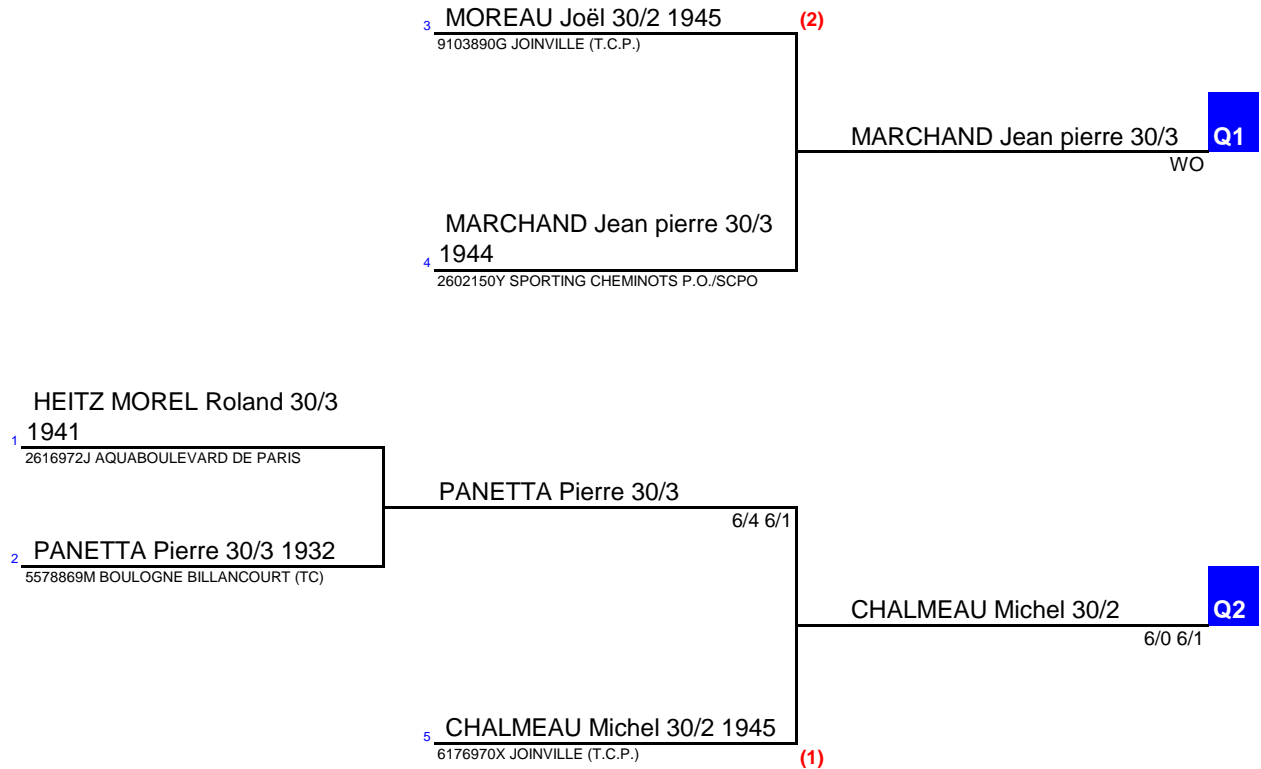 3 MOREAU Joël 30/2 1945 (2)
9103890G JOINVILLE (T.C.P.)
MARCHAND Jean pierre 30/3 Q1
WO
MARCHAND Jean pierre 30/3
4 1944
2602150Y SPORTING CHEMINOTS P.O./SCPO
HEITZ MOREL Roland 30/3
1 1941
2616972J AQUABOULEVARD DE PARIS
PANETTA Pierre 30/3
6/4 6/1
2 PANETTA Pierre 30/3 1932
5578869M BOULOGNE BILLANCOURT (TC)
CHALMEAU Michel 30/2 Q2
6/0 6/1
5 CHALMEAU Michel 30/2 1945
6176970X JOINVILLE (T.C.P.) (1)